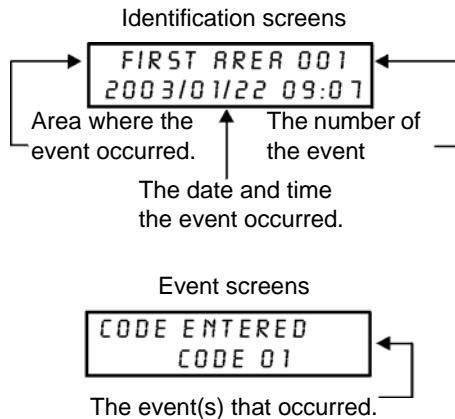 Identification screens
FIRST AREA 001
2003/01/22 09:07
Area where the
event occurred.
The number of
the event
The date and time
the event occurred.
Event screens
CODE ENTERED
CODE 01
The event(s) that occurred.